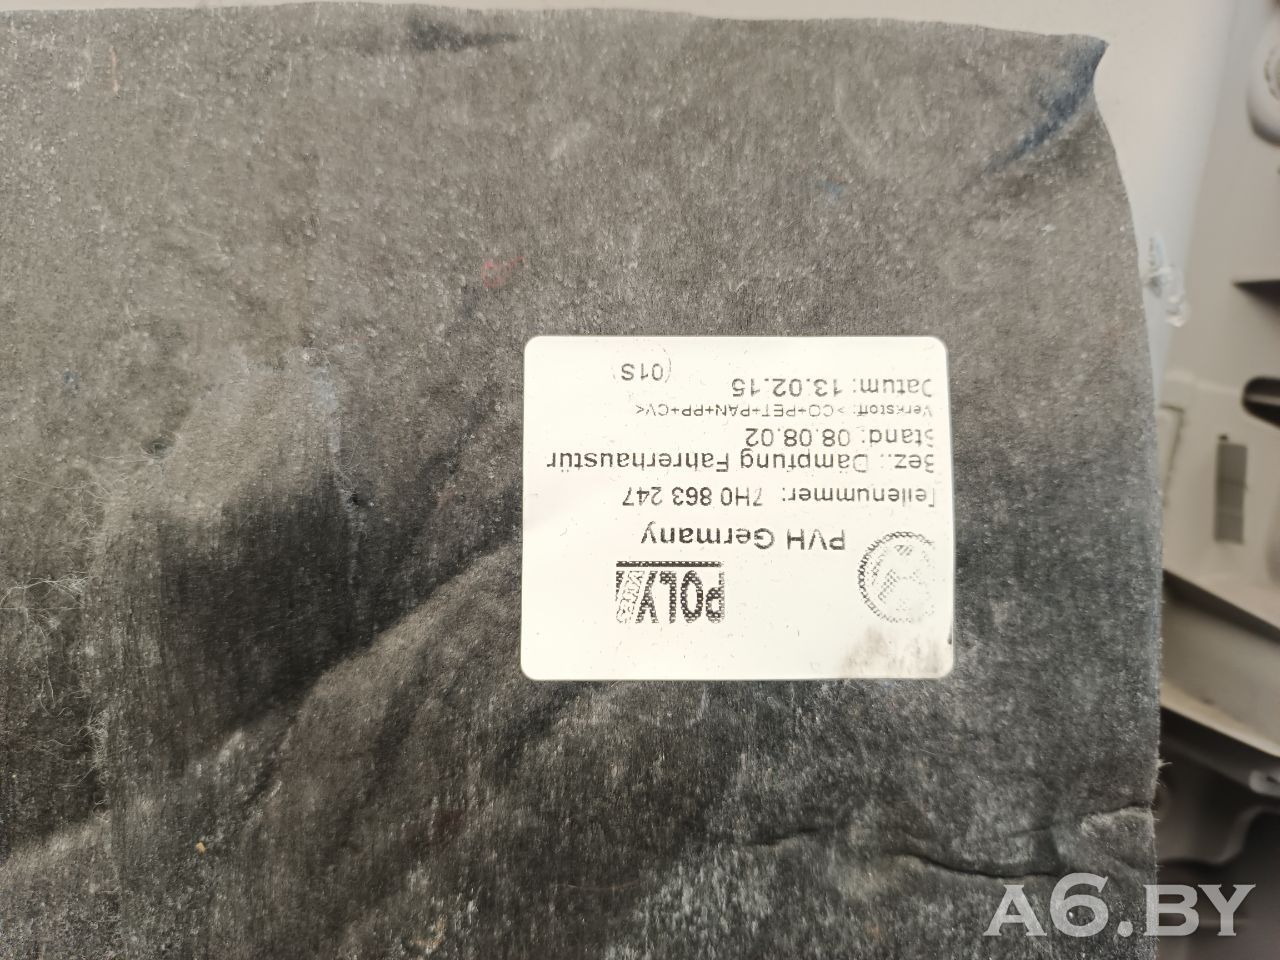 POLY
PVH Germany
Teilenummer: 7H0 863 247
Bez.: Dämpfung Fahrerhaustür
Stand: 08.08.02
Werkstoff: >CO+PET+PAN+PP+CV<
Datum: 13.02.15
(01S)
A6.BY